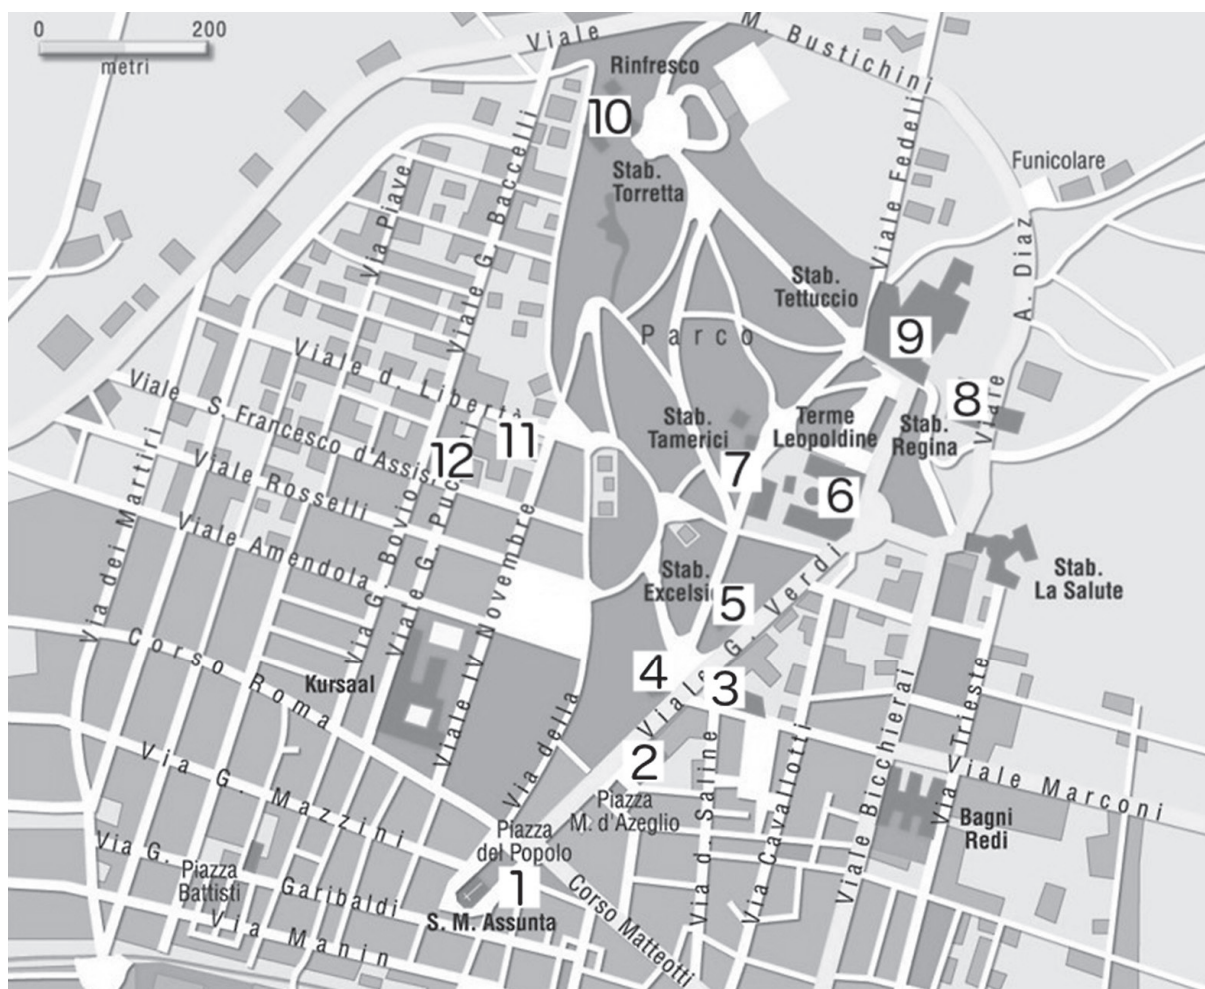 0 200
metri
Viale
M. Bustichini
Rinfresco
10
Stab.
Torretta
Viale Fedeli
Funicolare
Via Piave
Viale G. Baccelli
A. Diaz
Stab.
Tettuccio
Parco
9
Viale d. Libertà
Viale S. Francesco d'Assisi
8
Viare
Stab.
Tamerici
Terme
Leopoldine
Stab.
Regina
11
12
7
6
Via dei Martiri
Viale Rosselli
Viale Amendola
Via G. Bovio
Viale G. Pucci
Viale IV Novembre
Stab.
Excelsi
5
Viale G. Verdi
Stab.
La Salute
Corso Roma
Kursaal
4
3
2
Via della
Via G. Mazzini
Via d. Saline
Via Cavallotti
Viale Bicchierai
Via Trieste
Viale Marconi
Piazza
M. d'Azeglio
Bagni
Redi
Piazza
del Popolo
Via G. Garibaldi
Piazza
Battisti
1
S. M. Assunta
Corso Matteotti
Via Manin